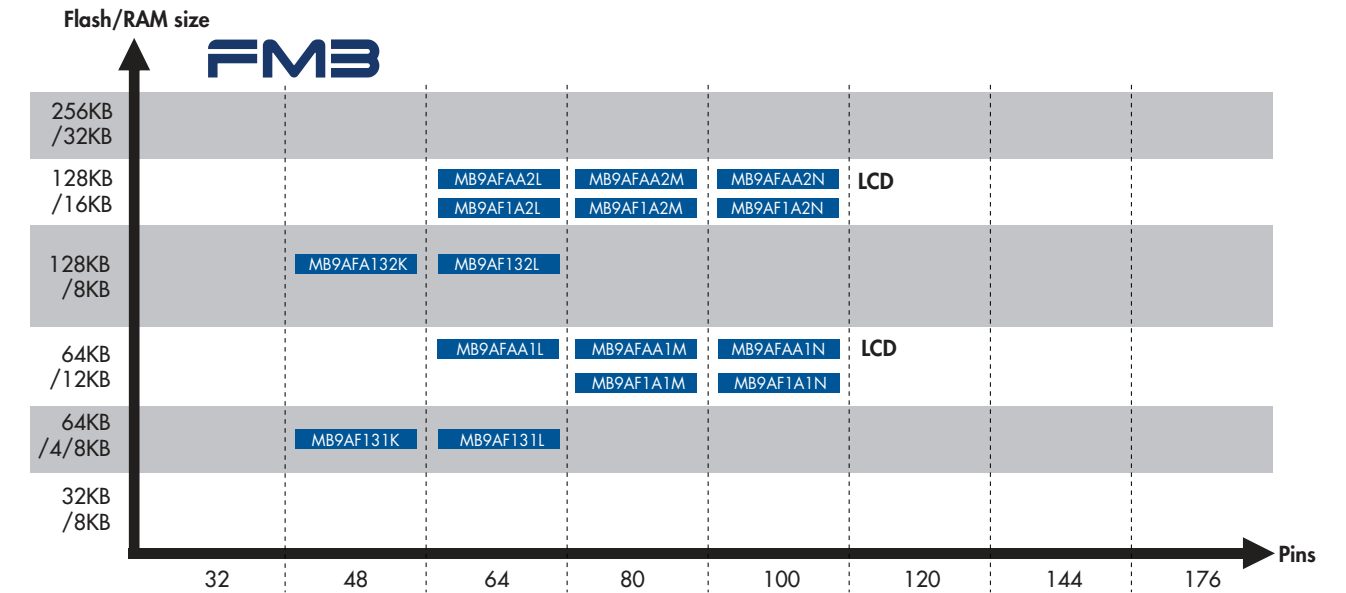 Flash/RAM size
FM3
256KB
/32KB
128KB
/16KB
MB9AFAA2L MB9AFAA2M MB9AFAA2N LCD
MB9AF1A2L MB9AF1A2M MB9AF1A2N
128KB
/8KB
MB9AFA132K MB9AF132L
64KB
/12KB
MB9AFAA1L MB9AFAA1M MB9AFAA1N LCD
MB9AF1A1M MB9AF1A1N
64KB
/4/8KB
MB9AF131K MB9AF131L
32KB
/8KB
Pins
32 48 64 80 100 120 144 176